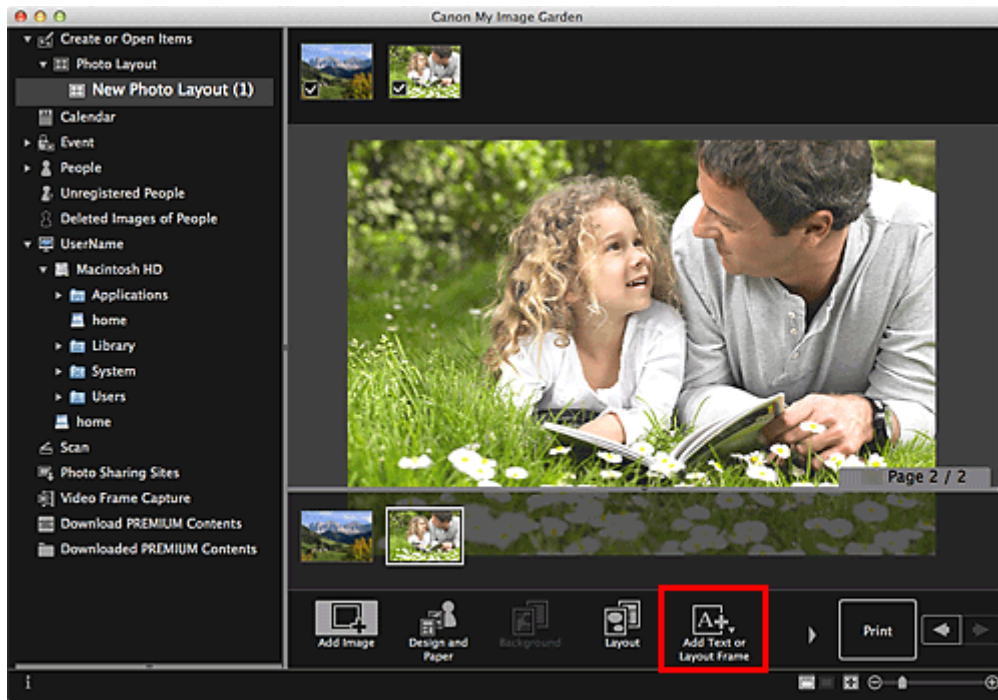 Canon My Image Garden
Create or Open Items
Photo Layout
New Photo Layout (1)
Calendar
Event
People
Unregistered People
Deleted Images of People
UserName
Macintosh HD
Applications
home
Library
System
Users
home
Scan
Photo Sharing Sites
Video Frame Capture
Download PREMIUM Contents
Downloaded PREMIUM Contents
Page 2 / 2
Add Image
Design and
Paper
Background
Layout
A
Add Text or
Layout Frame
Print
i